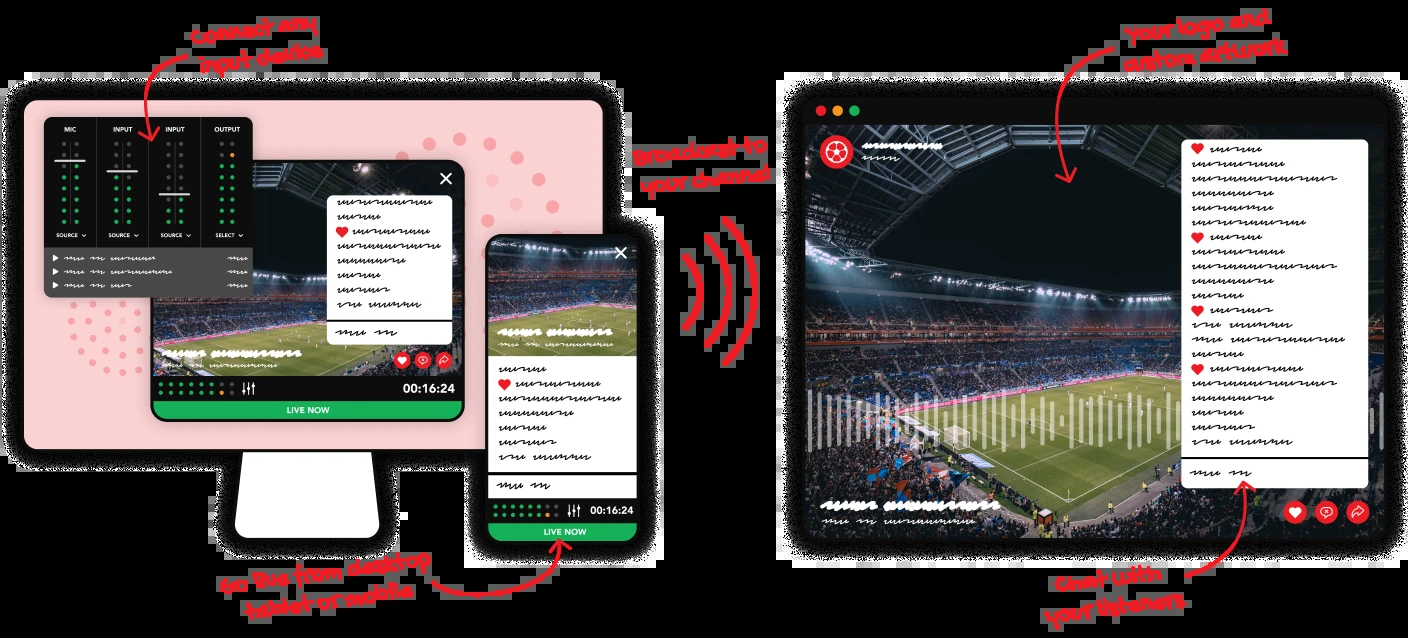 Connect any
input device
MIC
INPUT
INPUT
OUTPUT
SOURCE
SOURCE
SOURCE
SELECT
00:16:24
LIVE NOW
00:16:24
LIVE NOW
Go live from desktop
tablet or mobile
Broadcast to
your channel
Your logo and
custom artwork
Chat with
your listeners